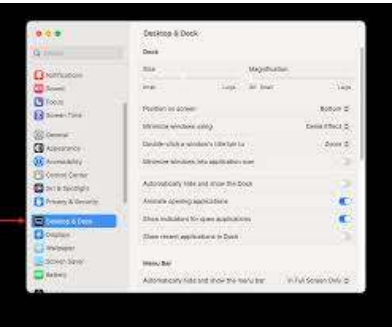 Desktop & Dock
Dock
Size
Magnification
Small
Large
Off
Small
Large
Notifications
Sound
Focus
Screen Time
General
Appearance
Accessibility
Control Center
Siri & Spotlight
Privacy & Security
Desktop & Dock
Displays
Wallpaper
Screen Saver
Battery
Position on screen
Bottom
Minimize windows using
Genie Effect
Double-click a window's title bar to
Zoom
Minimize windows into application icon
Automatically hide and show the Dock
Animate opening applications
Show indicators for open applications
Show recent applications in Dock
Menu Bar
Automatically hide and show the menu bar
In Full Screen Only